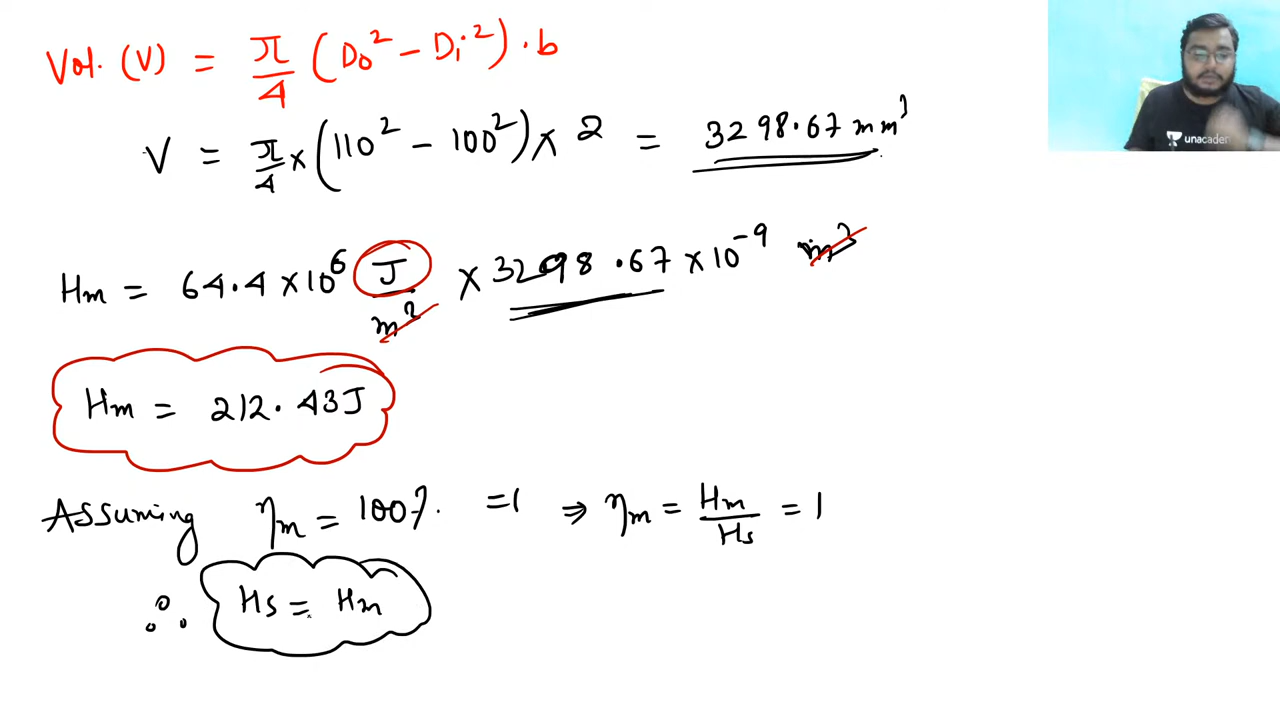 Vol. (V) = π/4 (Do² − Di²) · b
V = π/4 × (110² − 100²) × 2 = 3298.67 mm³
unacadem
Hm = 64.4 × 10⁶ J/m³ × 3298.67 × 10⁻⁹ m³
Hm = 212.43 J
Assuming ηm = 100% = 1 ⇒ ηm = Hm/Hs = 1
∴ Hs = Hm